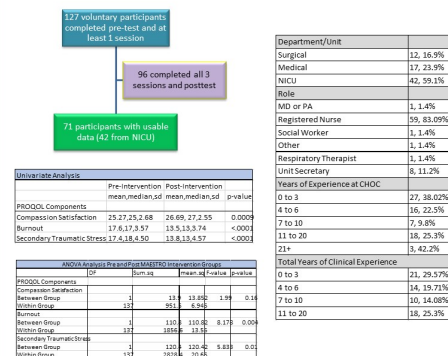 127 voluntary participants
completed pre-test and at
least 1 session
96 completed all 3
sessions and posttest
71 participants with usable
data (42 from NICU)
Univariate Analysis
Pre-Intervention Post-Intervention
mean,median,sd mean,median,sd p-value
PROQOL Components
Compassion Satisfaction 25.27,25,2.68 26.69, 27,2.55 0.0009
Burnout 17.6,17,3.57 13.5,13,3.74 <.0001
Secondary Traumatic Stress 17.4,18,4.50 13.8,13,4.57 <.0001
ANOVA Analysis Pre and Post MAESTRO Intervention Groups
DF Sum.sq mean.sq f-value p-value
PROQOL Components
Compassion Satisfaction
Between Group 1 13.9 13.852 1.99 0.16
Within Group 137 951.5 6.945
Burnout
Between Group 1 110.8 110.82 8.173 0.004
Within Group 137 1856.6 13.55
Secondary Traumatic Stress
Between Group 1 120.4 120.42 5.833 0.01
Within Group 137 2828.4 20.65
Department/Unit
Surgical 12, 16.9%
Medical 17, 23.9%
NICU 42, 59.1%
Role
MD or PA 1, 1.4%
Registered Nurse 59, 83.09%
Social Worker 1, 1.4%
Other 1, 1.4%
Respiratory Therapist 1, 1.4%
Unit Secretary 8, 11.2%
Years of Experience at CHOC
0 to 3 27, 38.02%
4 to 6 16, 22.5%
7 to 10 7, 9.8%
11 to 20 18, 25.3%
21+ 3, 42.2%
Total Years of Clinical Experience
0 to 3 21, 29.57%
4 to 6 14, 19.71%
7 to 10 10, 14.08%
11 to 20 18, 25.3%